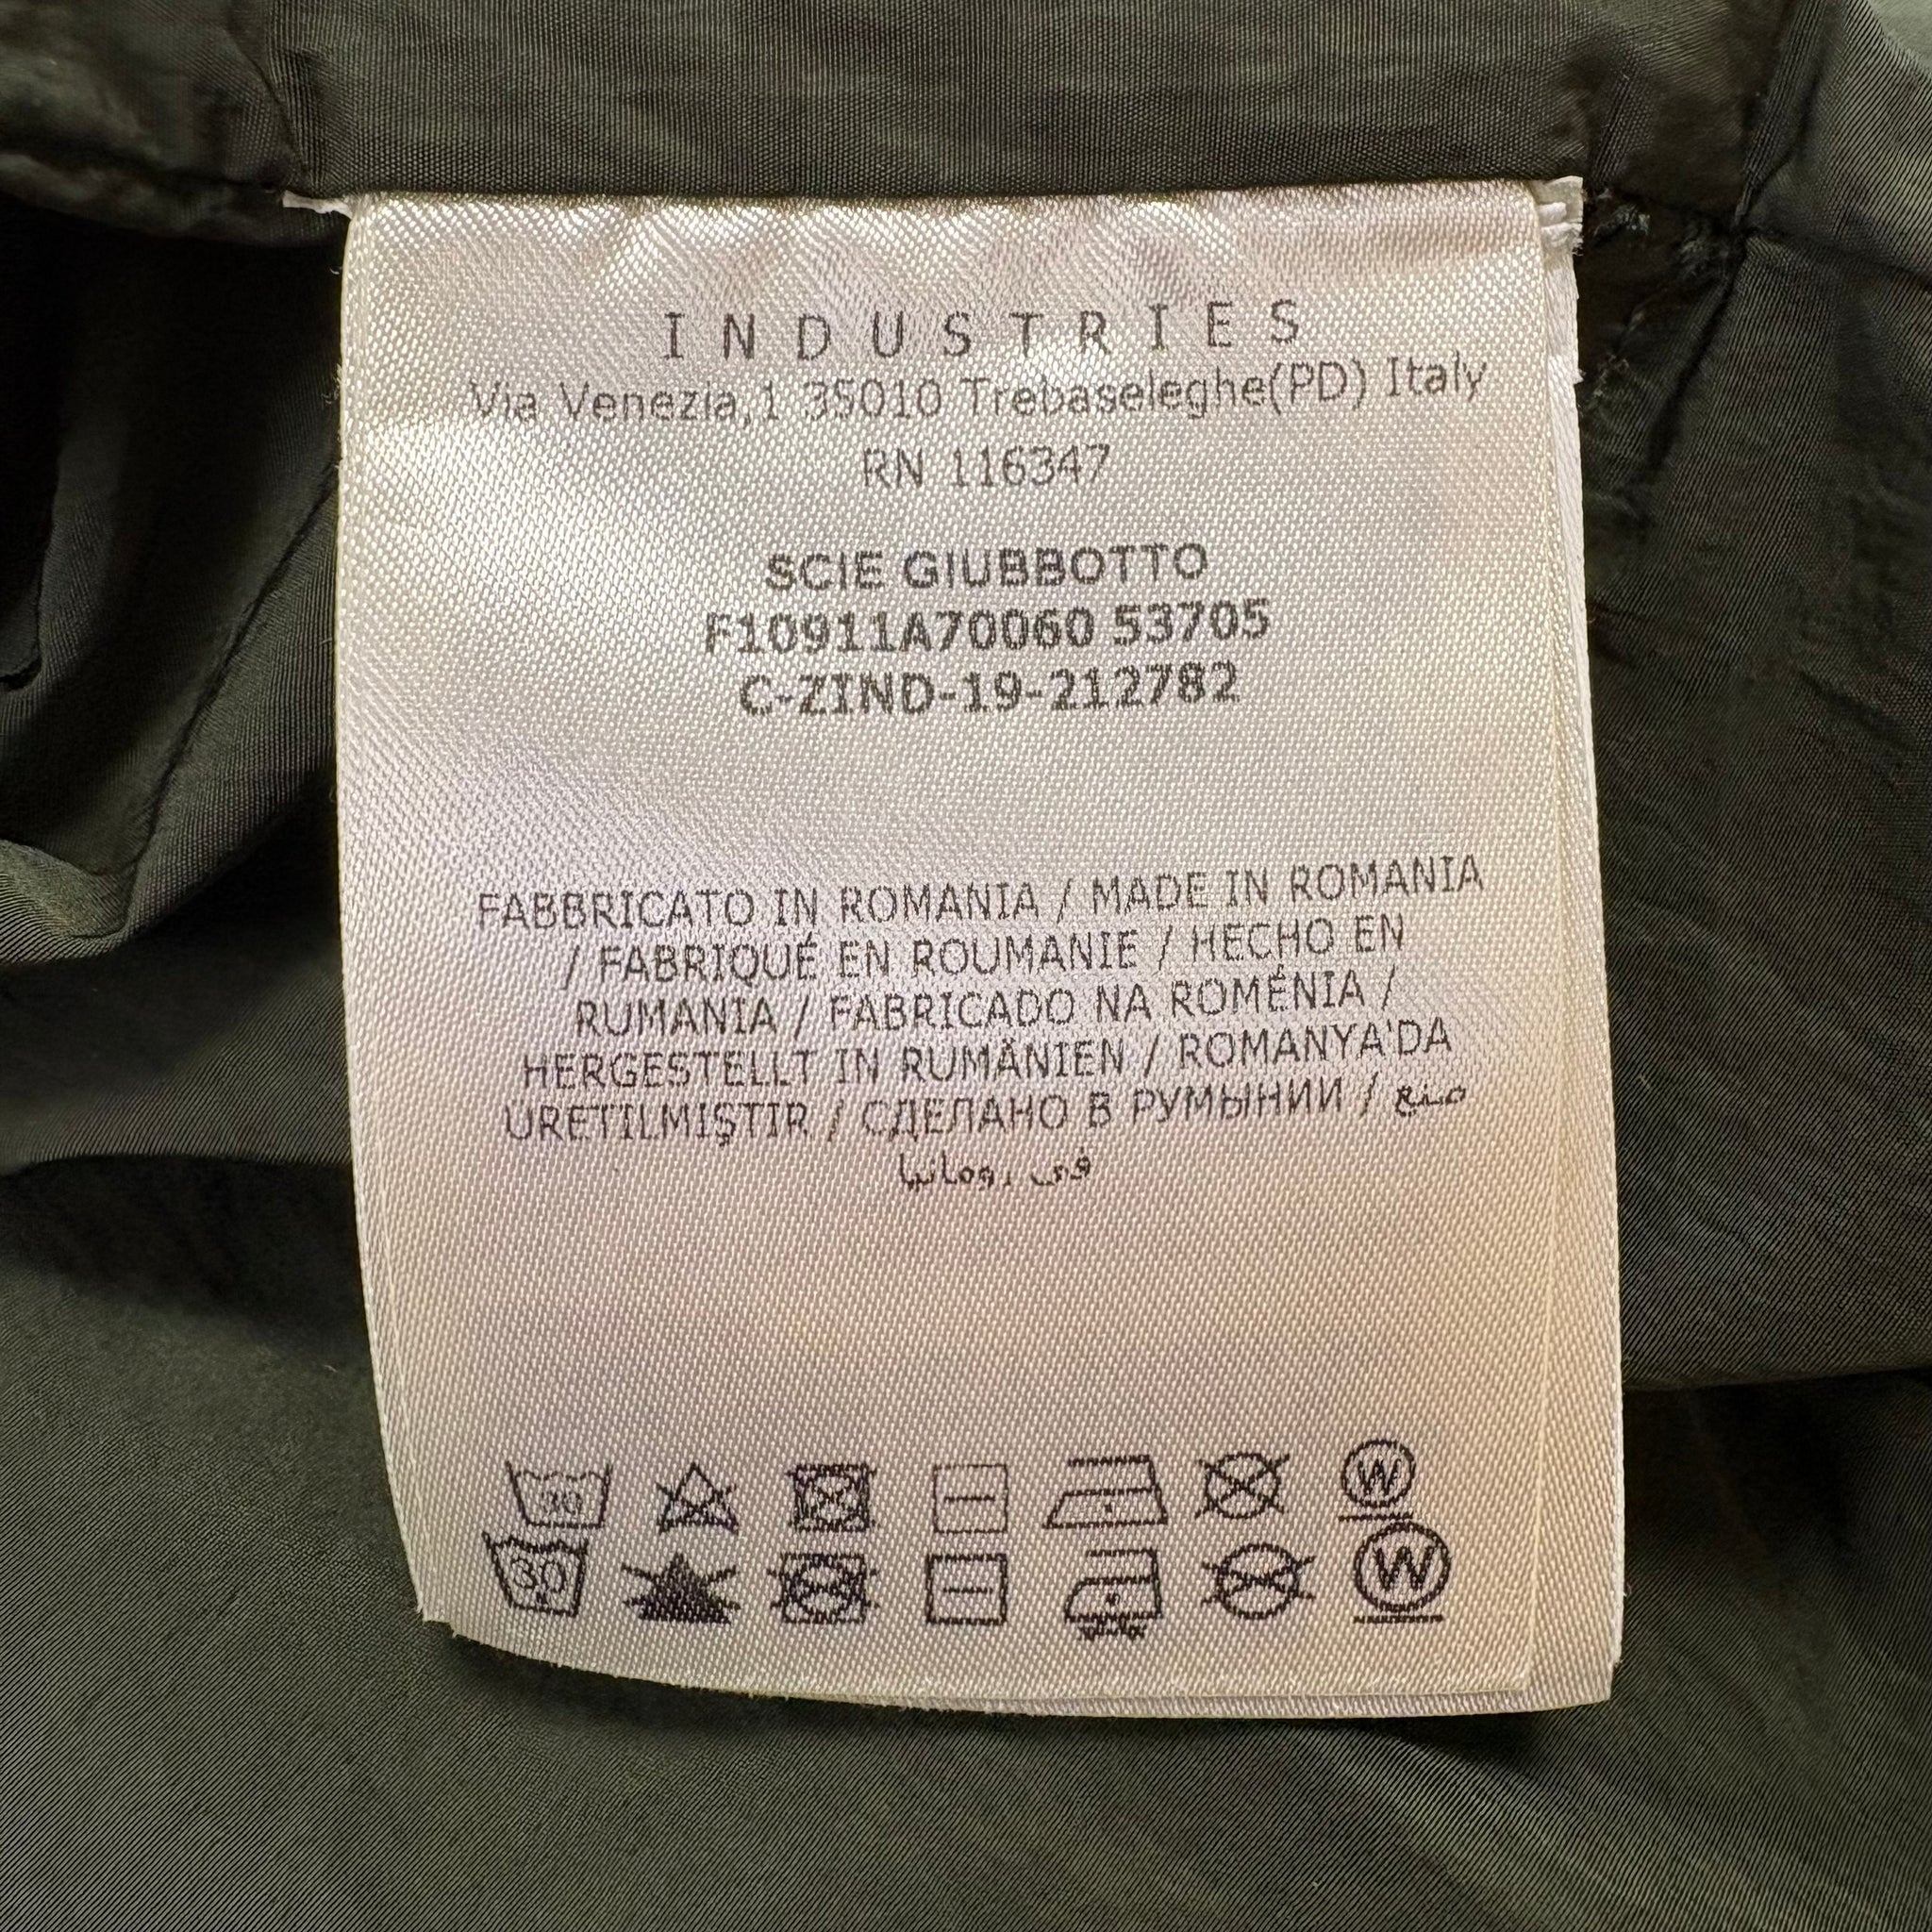 INDUSTRIES
Via Venezia,1 35010 Trebaseleghe(PD) Italy
RN 116347
SCIE GIUBBOTTO
F10911A70060 53705
C-ZIND-19-212782
FABBRICATO IN ROMANIA / MADE IN ROMANIA
/ FABRIQUÉ EN ROUMANIE / HECHO EN
RUMANIA / FABRICADO NA ROMÉNIA /
HERGESTELLT IN RUMÄNIEN / ROMANYA'DA
ÜRETILMIŞTIR / СДЕЛАНО В РУМЫНИИ / صنع
في رومانيا
30 W
30 W